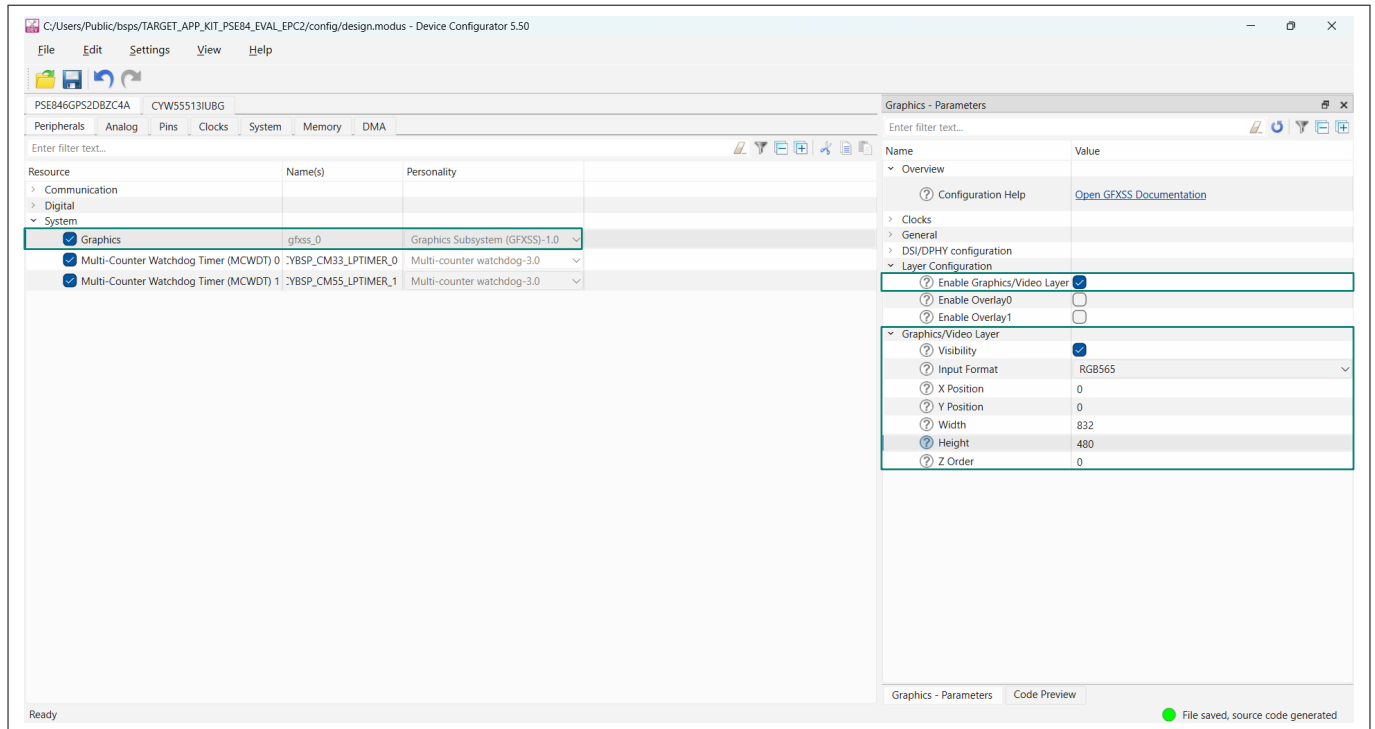 C:/Users/Public/bsps/TARGET_APP_KIT_PSE84_EVAL_EPC2/config/design.modus - Device Configurator 5.50
File Edit Settings View Help
PSE846GPS2DBZC4A CYW55513IUBG
Peripherals Analog Pins Clocks System Memory DMA
Enter filter text...
Resource Name(s) Personality
Communication
Digital
System
Graphics gfxss_0 Graphics Subsystem (GFXSS)-1.0
Multi-Counter Watchdog Timer (MCWDT) 0 :YBSP_CM33_LPTIMER_0 Multi-counter watchdog-3.0
Multi-Counter Watchdog Timer (MCWDT) 1 :YBSP_CM55_LPTIMER_1 Multi-counter watchdog-3.0
Graphics - Parameters
Enter filter text...
Name Value
Overview
Configuration Help Open GFXSS Documentation
Clocks
General
DSI/DPHY configuration
Layer Configuration
Enable Graphics/Video Layer
Enable Overlay0
Enable Overlay1
Graphics/Video Layer
Visibility
Input Format RGB565
X Position 0
Y Position 0
Width 832
Height 480
Z Order 0
Graphics - Parameters Code Preview
Ready File saved, source code generated